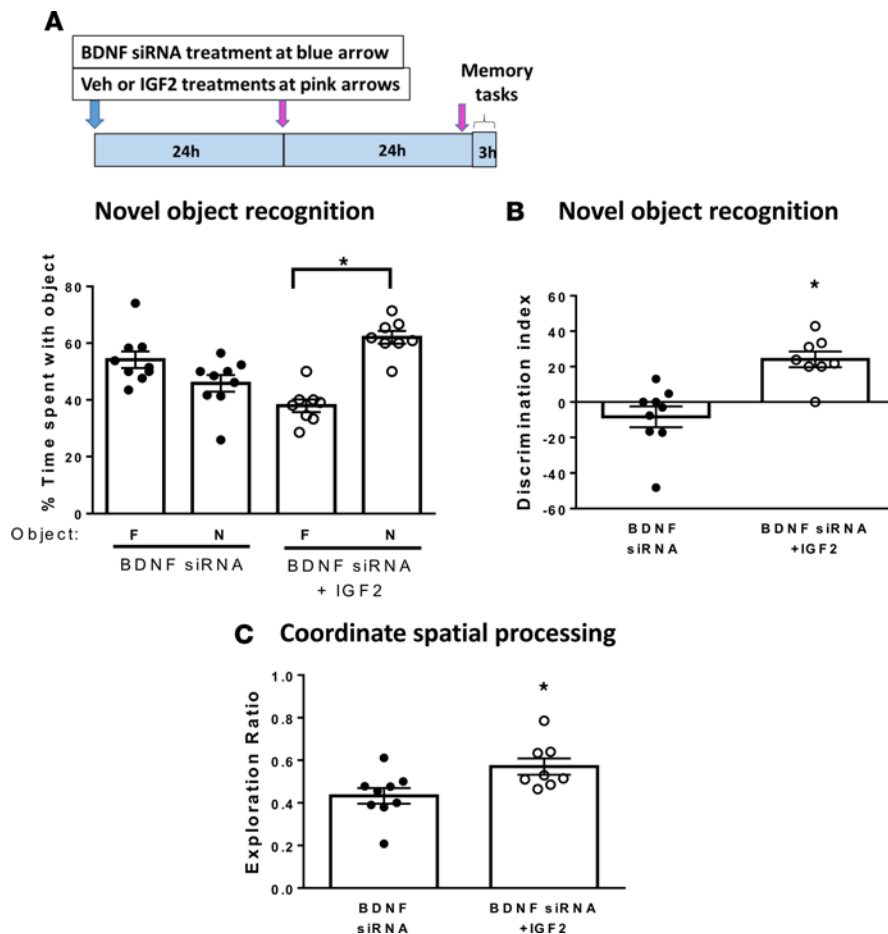 A
BDNF siRNA treatment at blue arrow
Veh or IGF2 treatments at pink arrows
Memory
tasks
24h
24h
3h
Novel object recognition
% Time spent with object
80
60
40
20
0
*
Object:
F
N
F
N
BDNF siRNA
BDNF siRNA
+ IGF2
B
Novel object recognition
Discrimination index
60
40
20
0
-20
-40
-60
*
BDNF
siRNA
BDNF siRNA
+IGF2
C
Coordinate spatial processing
Exploration Ratio
1.0
0.8
0.6
0.4
0.2
0.0
*
BDNF
siRNA
BDNF siRNA
+IGF2